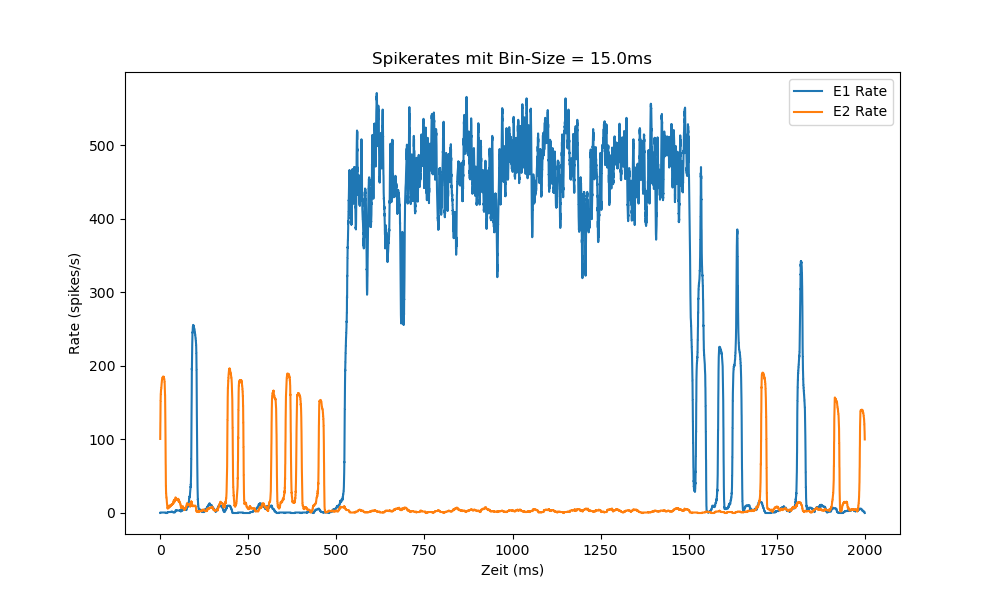 Spikerates mit Bin-Size = 15.0ms
E1 Rate
E2 Rate
Rate (spikes/s)
500
400
300
200
100
0
0 250 500 750 1000 1250 1500 1750 2000
Zeit (ms)